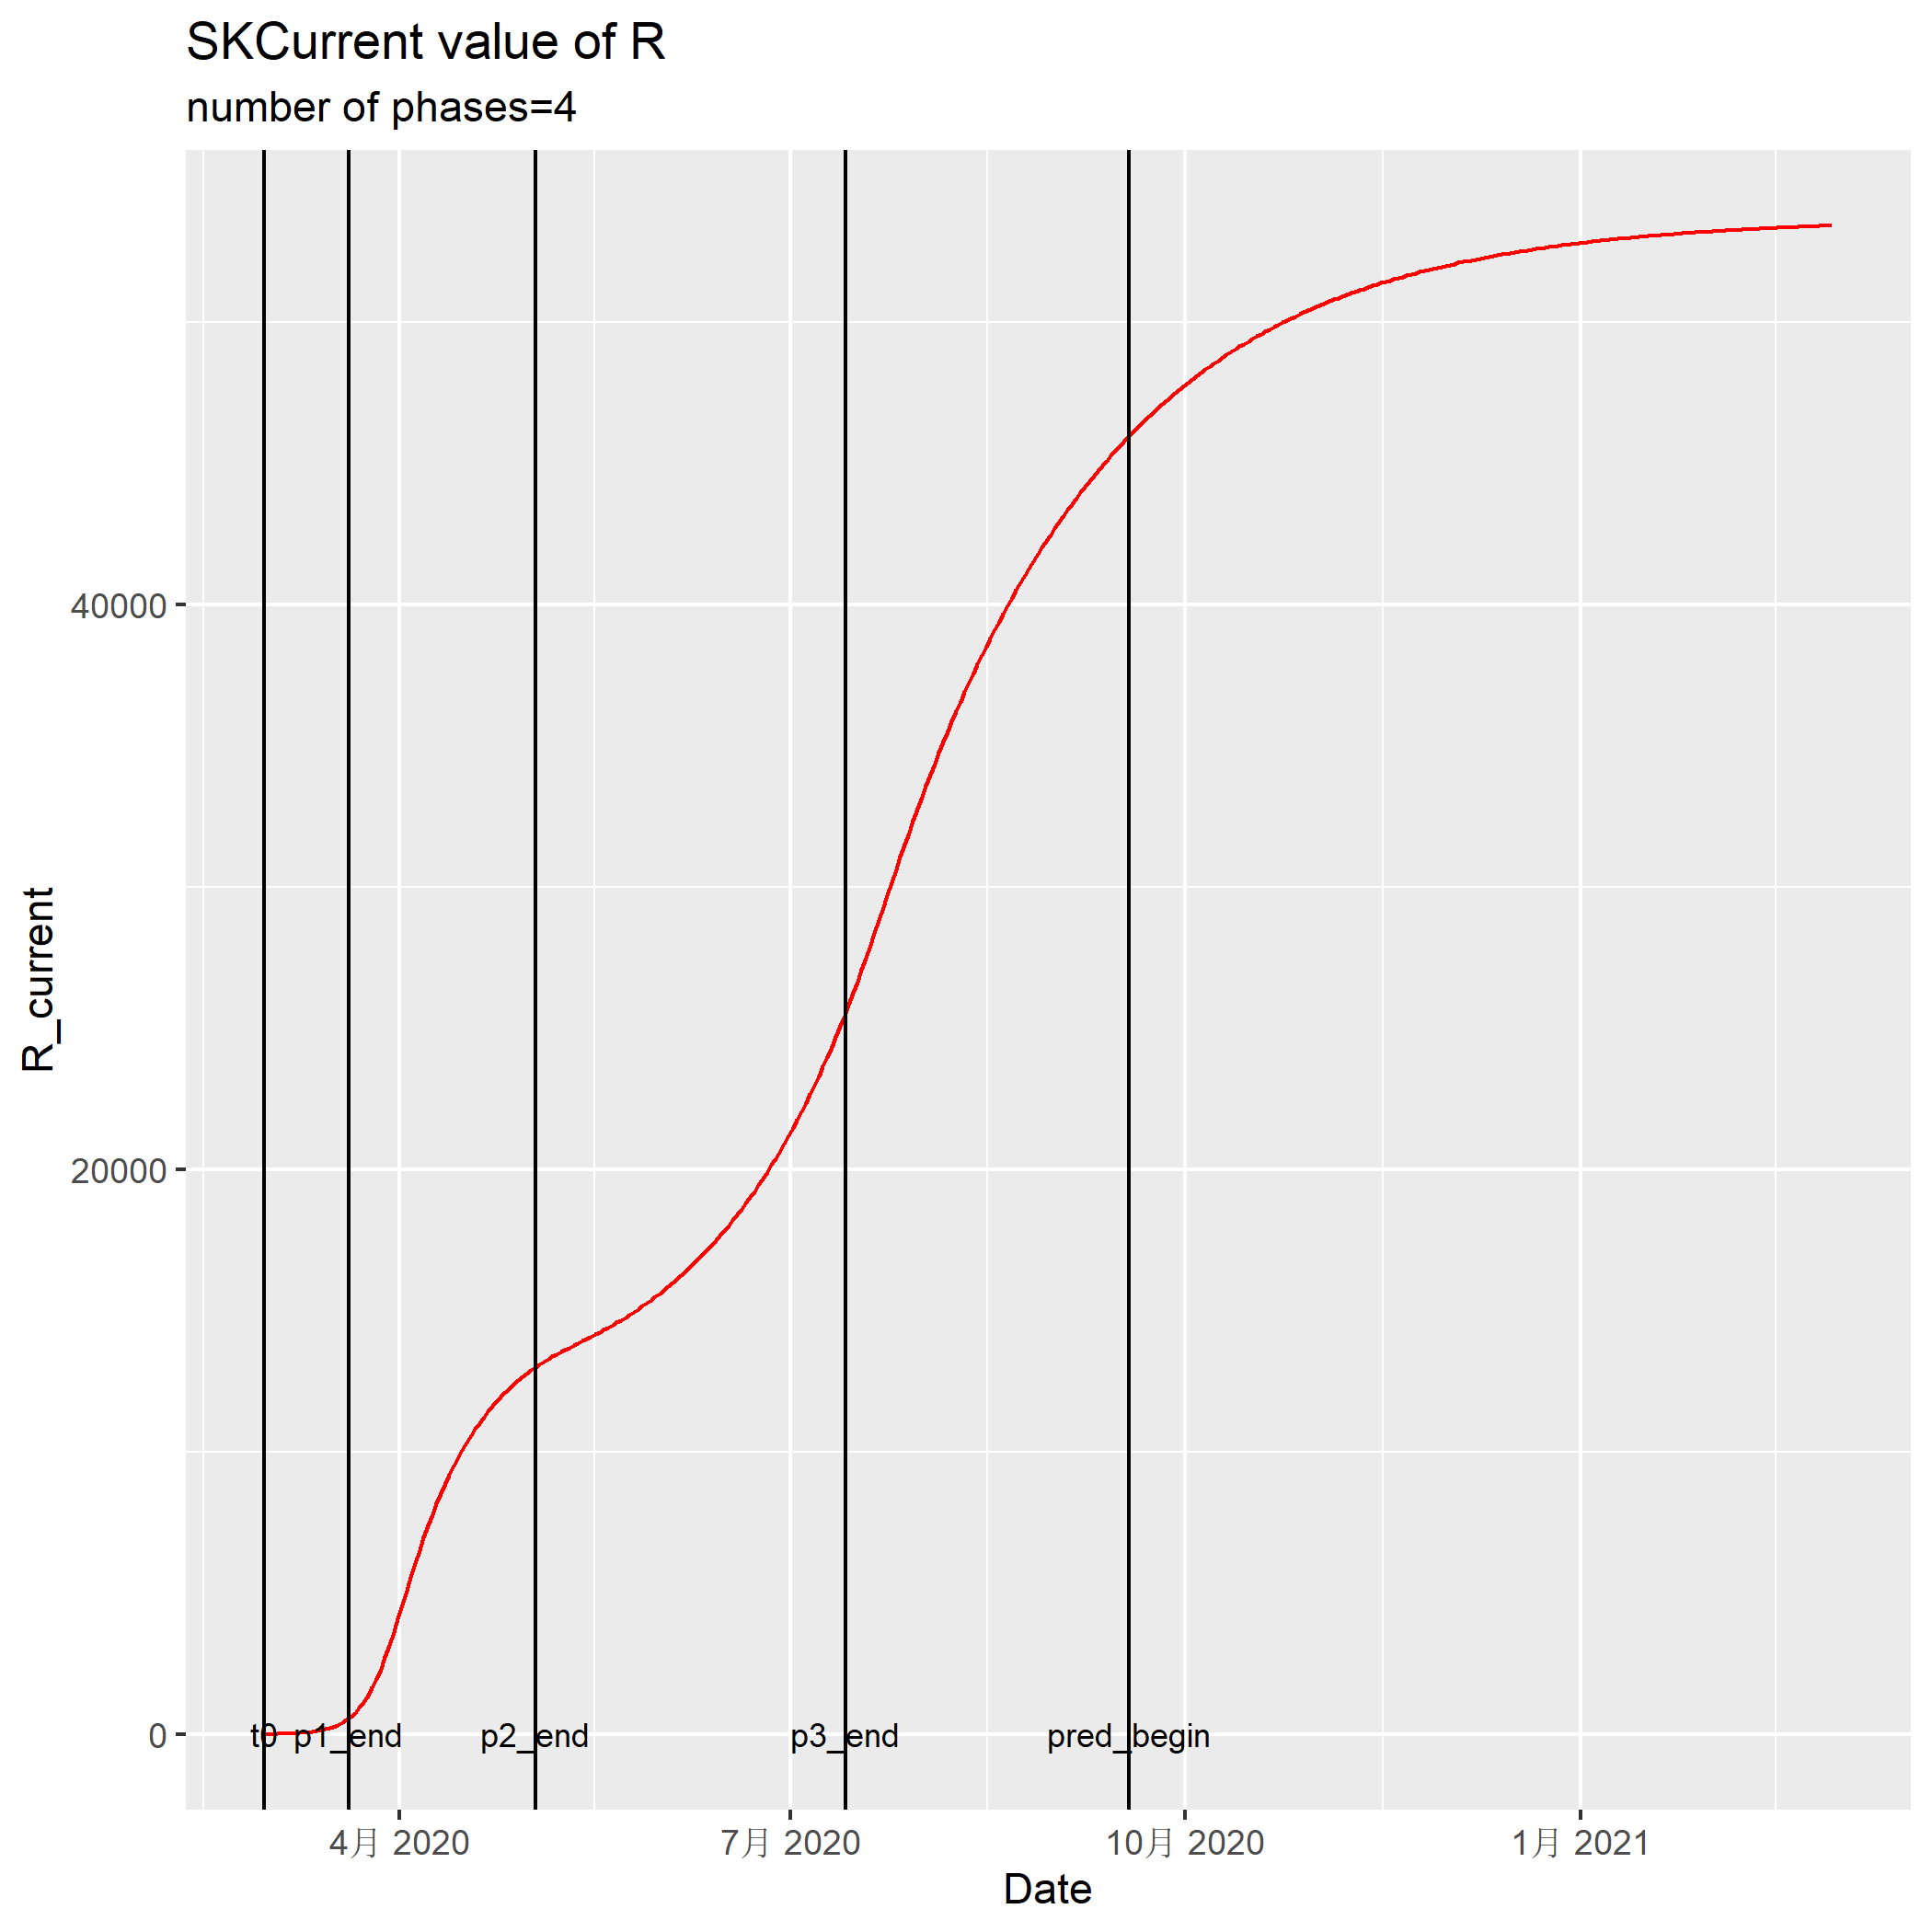 SKCurrent value of R
number of phases=4
R_current
40000
20000
0
t0 p1_end p2_end p3_end pred_begin
4月 2020 7月 2020 10月 2020 1月 2021
Date